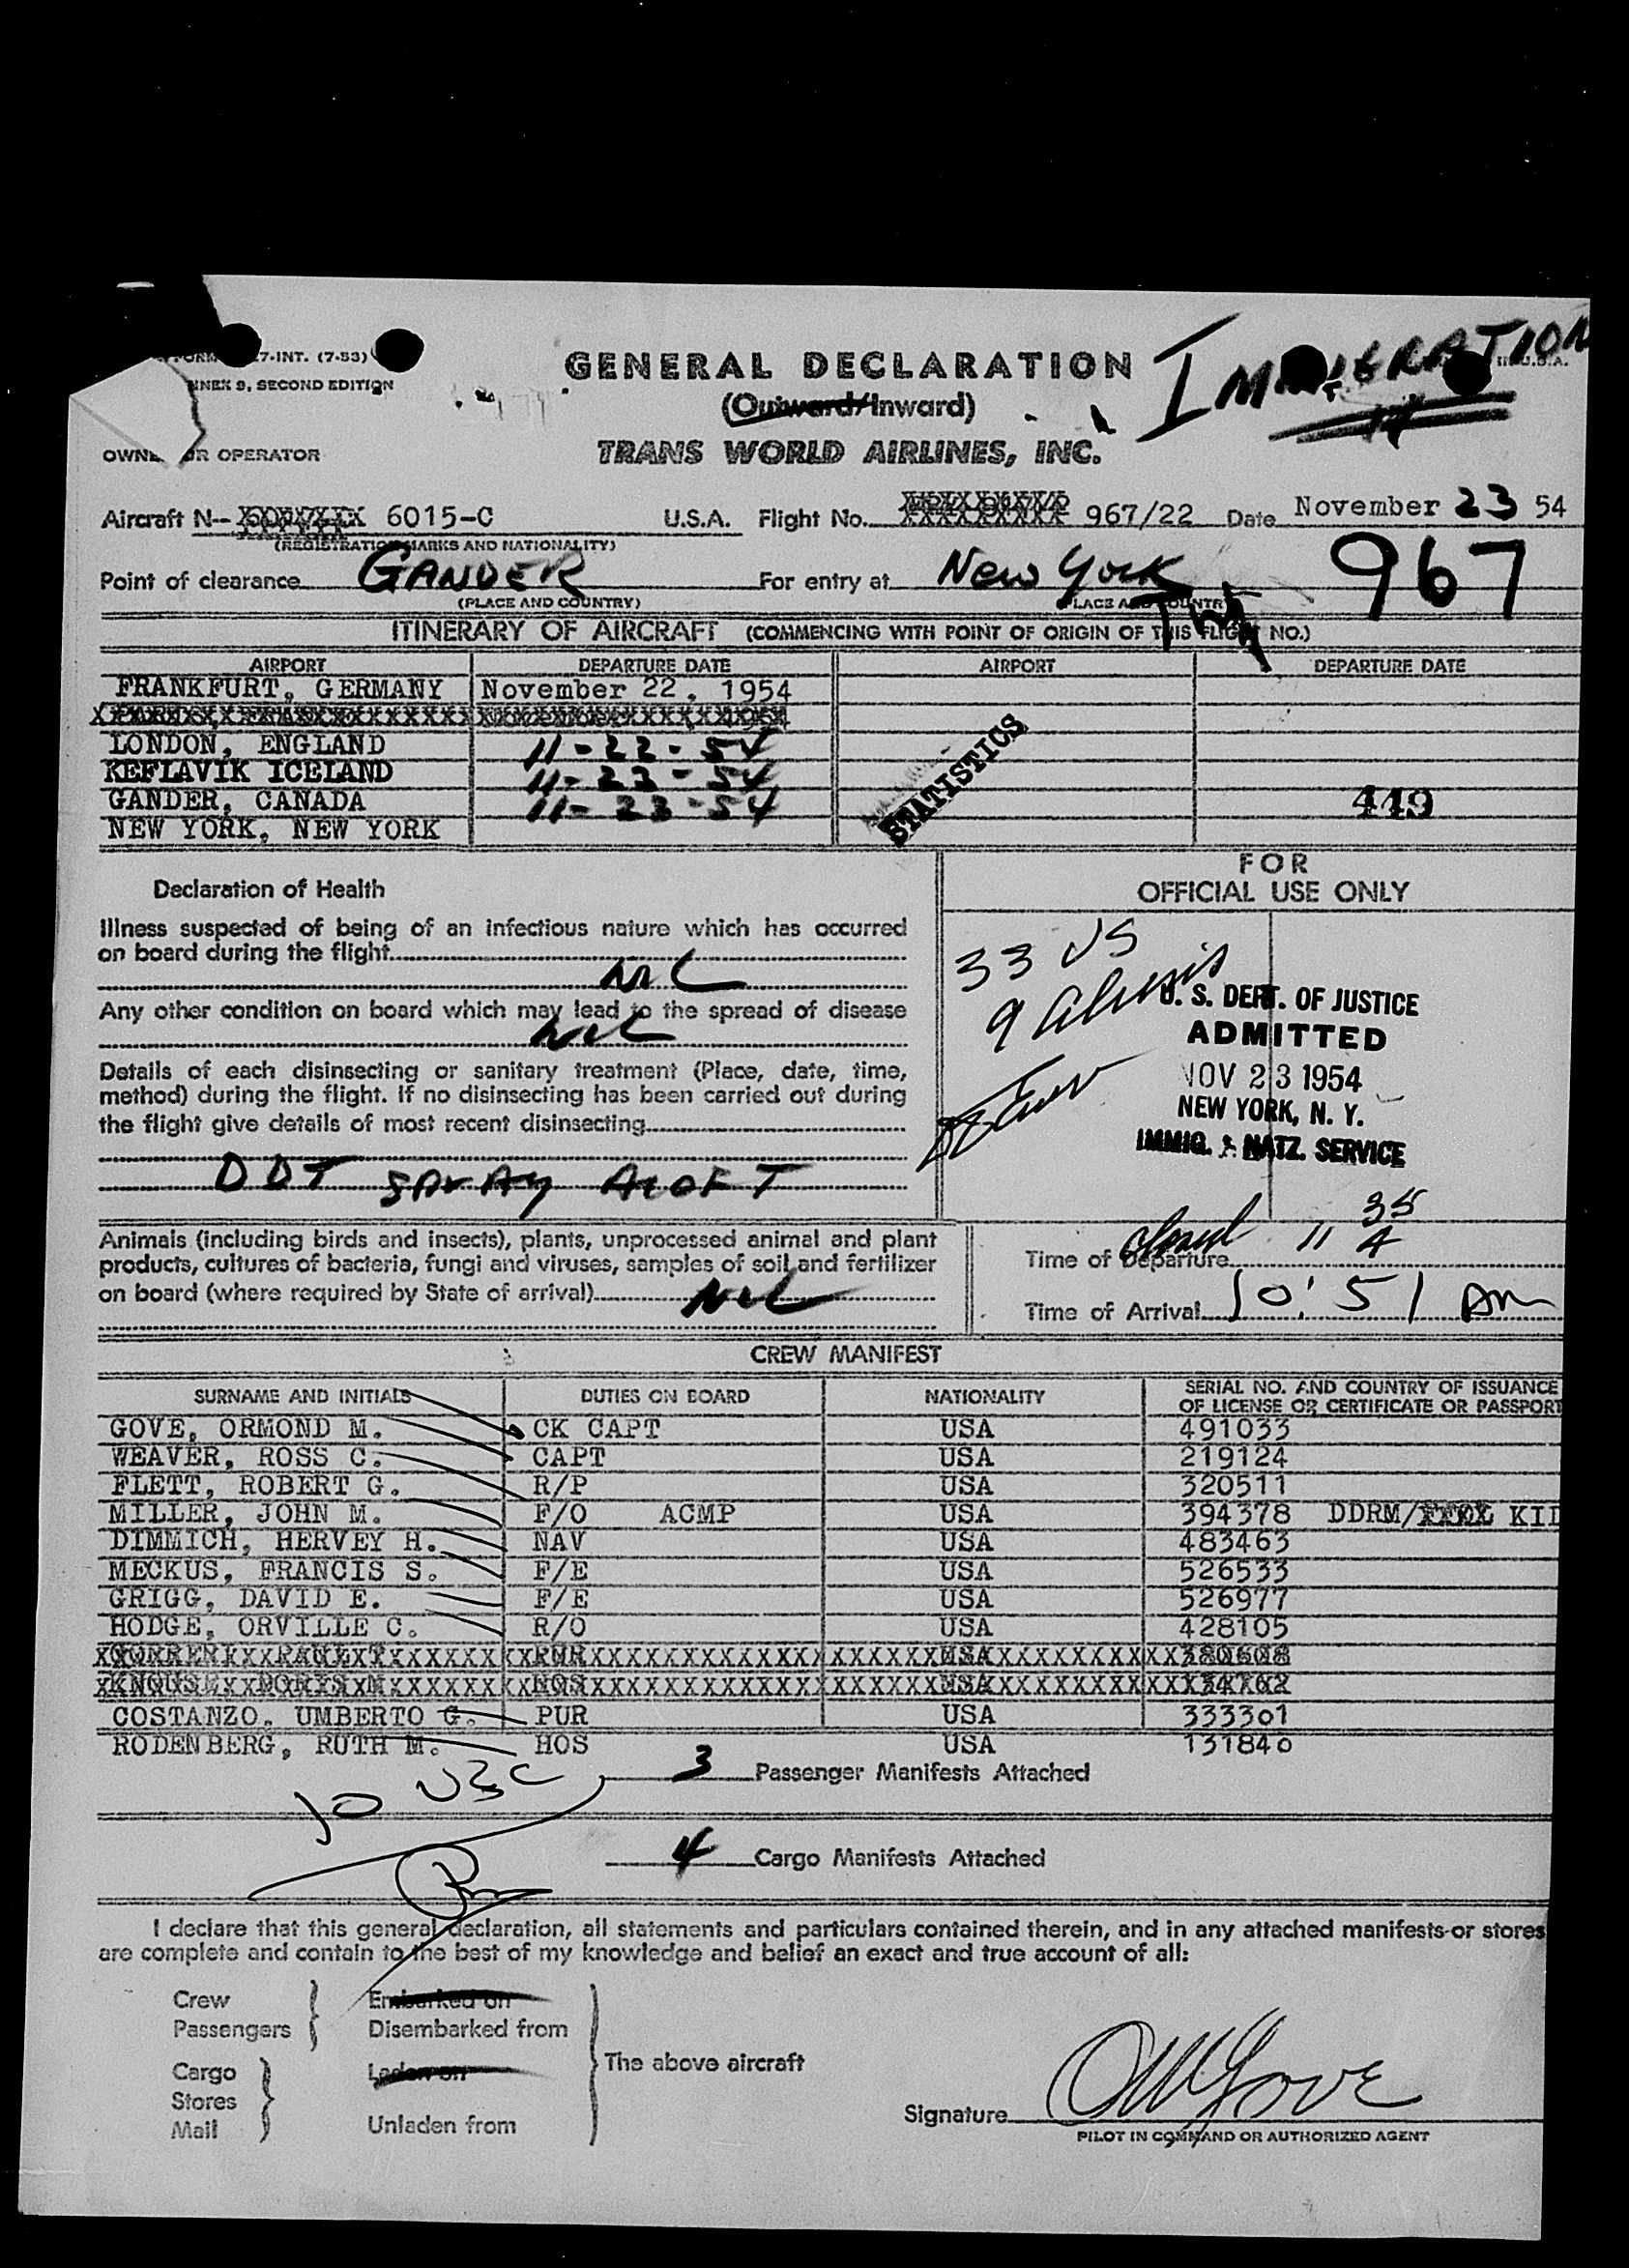 7-INT. (7-53)
ANNEX 9, SECOND EDITION
GENERAL DECLARATION
IMMIGRATION
(Outward/Inward)
OWNER OR OPERATOR
TRANS WORLD AIRLINES, INC.
Aircraft N-- 6015-C U.S.A. Flight No. 967/22 Date November 23 54
(REGISTRATION MARKS AND NATIONALITY)
Point of clearance GANDER For entry at New York 967
(PLACE AND COUNTRY) (PLACE AND COUNTRY)
ITINERARY OF AIRCRAFT (COMMENCING WITH POINT OF ORIGIN OF THIS FLIGHT NO.)
AIRPORT DEPARTURE DATE AIRPORT DEPARTURE DATE
FRANKFURT, GERMANY November 22, 1954
LONDON, ENGLAND 11-22-54
KEFLAVIK ICELAND 11-23-54
GANDER, CANADA 11-23-54
NEW YORK, NEW YORK
STATISTICS
449
Declaration of Health
Illness suspected of being of an infectious nature which has occurred
on board during the flight
NIL
Any other condition on board which may lead to the spread of disease
NIL
Details of each disinsecting or sanitary treatment (Place, date, time,
method) during the flight. If no disinsecting has been carried out during
the flight give details of most recent disinsecting
DDT SPRAY ALOFT
FOR
OFFICIAL USE ONLY
33 US
9 Aliens
U. S. DEPT. OF JUSTICE
ADMITTED
NOV 23 1954
NEW YORK, N. Y.
IMMIG. & NATZ. SERVICE
Animals (including birds and insects), plants, unprocessed animal and plant
products, cultures of bacteria, fungi and viruses, samples of soil and fertilizer
on board (where required by State of arrival) NIL
Time of Departure closed 11 35 A
Time of Arrival 10:51 AM
CREW MANIFEST
SURNAME AND INITIALS DUTIES ON BOARD NATIONALITY SERIAL NO. AND COUNTRY OF ISSUANCE
OF LICENSE OR CERTIFICATE OR PASSPORT
GOVE, ORMOND M. CK CAPT USA 491033
WEAVER, ROSS C. CAPT USA 219124
FLETT, ROBERT G. R/P USA 320511
MILLER, JOHN M. F/O ACMP USA 394378 DDRM/ KID
DIMMICH, HERVEY H. NAV USA 483463
MECKUS, FRANCIS S. F/E USA 526533
GRIGG, DAVID E. F/E USA 526977
HODGE, ORVILLE C. R/O USA 428105
COSTANZO, UMBERTO G. PUR USA 333301
RODENBERG, RUTH M. HOS USA 131840
10 USC
3 Passenger Manifests Attached
4 Cargo Manifests Attached
I declare that this general declaration, all statements and particulars contained therein, and in any attached manifests or stores
are complete and contain to the best of my knowledge and belief an exact and true account of all:
Crew Embarked on
Passengers Disembarked from
The above aircraft
Cargo Laden on
Stores
Mail Unladen from
Signature OM Gove
PILOT IN COMMAND OR AUTHORIZED AGENT